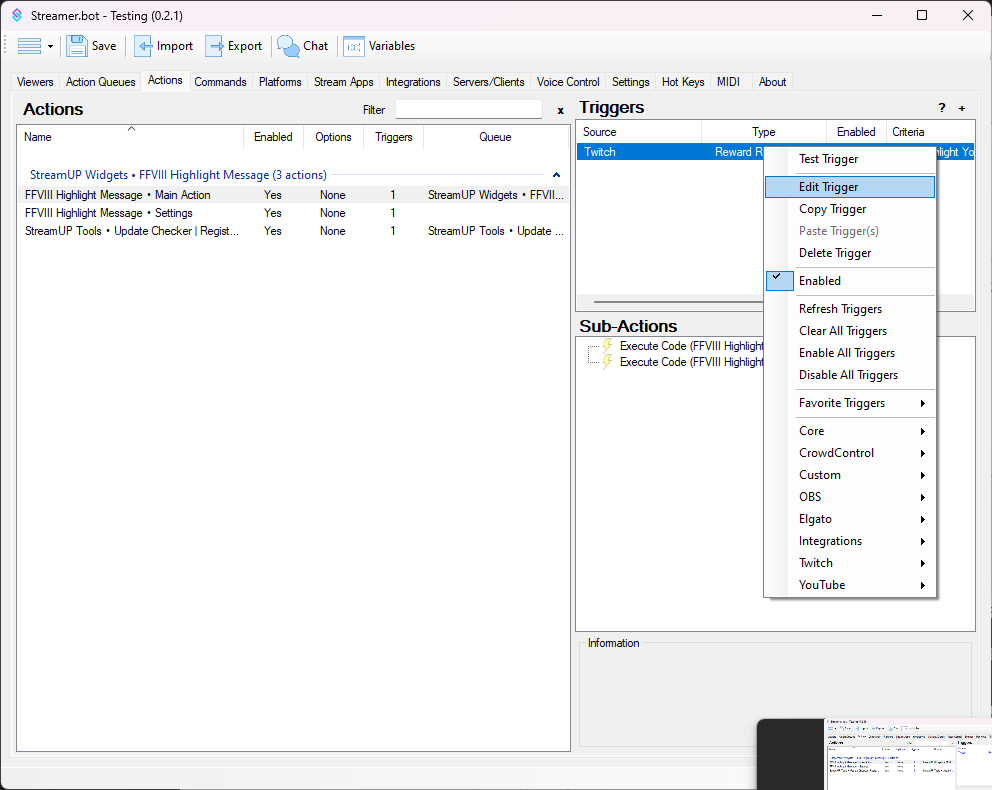 Streamer.bot - Testing (0.2.1)
Save Import Export Chat Variables
Viewers Action Queues Actions Commands Platforms Stream Apps Integrations Servers/Clients Voice Control Settings Hot Keys MIDI About
Actions
Filter
x
Name Enabled Options Triggers Queue
StreamUP Widgets • FFVIII Highlight Message (3 actions)
FFVIII Highlight Message • Main Action Yes None 1 StreamUP Widgets • FFVII...
FFVIII Highlight Message • Settings Yes None 1
StreamUP Tools • Update Checker | Regist... Yes None 1 StreamUP Tools • Update ...
Triggers
? +
Source Type Enabled Criteria
Twitch Reward
Test Trigger
Edit Trigger
Copy Trigger
Paste Trigger(s)
Delete Trigger
Enabled
Refresh Triggers
Clear All Triggers
Enable All Triggers
Disable All Triggers
Favorite Triggers
Core
CrowdControl
Custom
OBS
Elgato
Integrations
Twitch
YouTube
Sub-Actions
Execute Code (FFVIII Highlight
Execute Code (FFVIII Highlight
Information